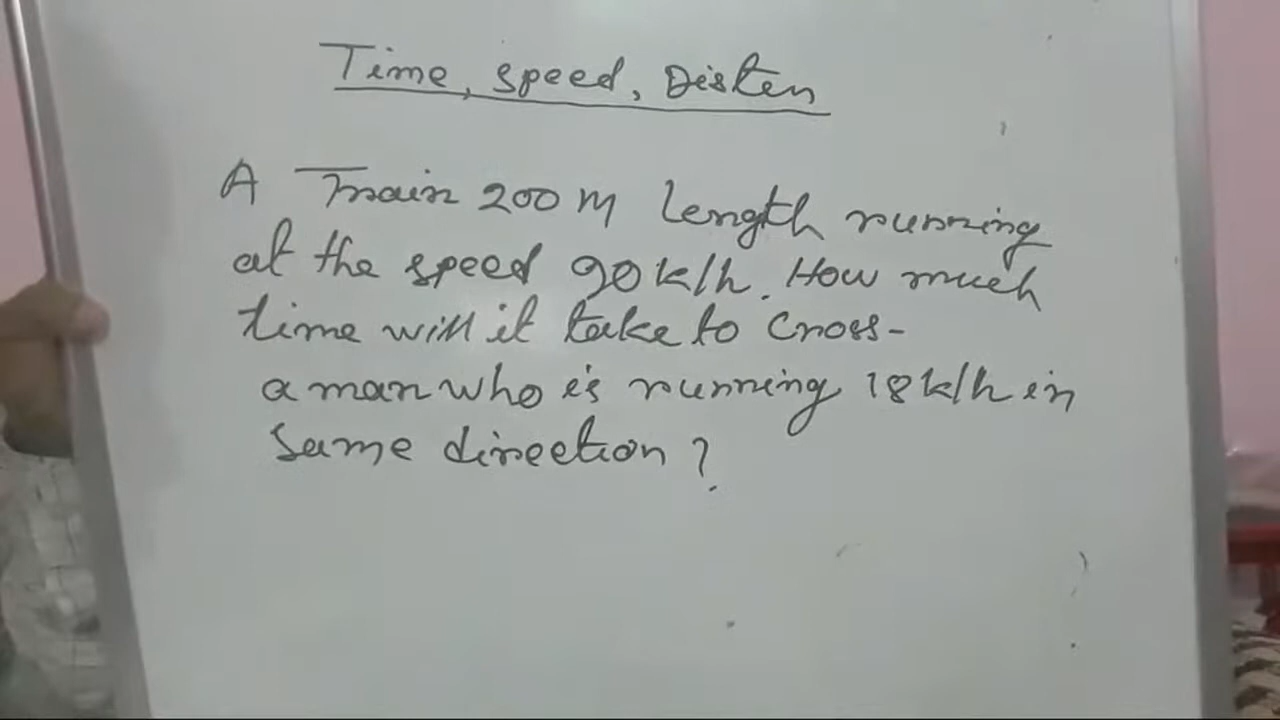 Time, speed, Disten
A Train 200 M length running
at the speed 90 k/h. How much
time will it take to cross-
a man who is running 18 k/h in
same direction ?